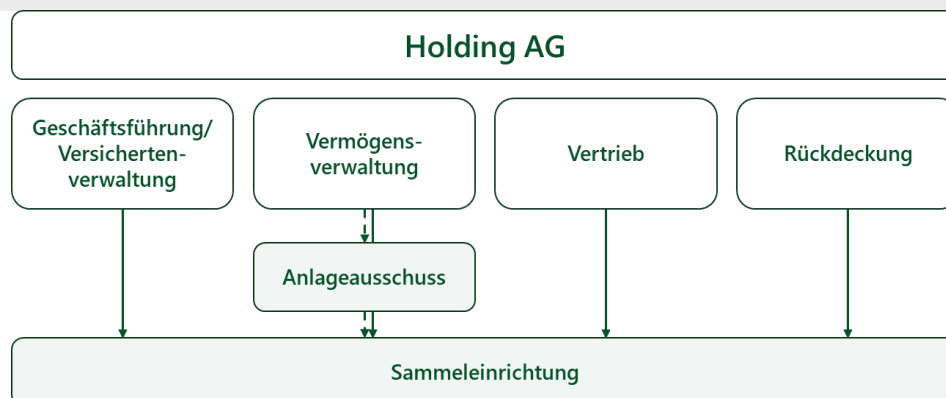 Holding AG
Geschäftsführung/
Versicherten-
verwaltung
Vermögens-
verwaltung
Vertrieb
Rückdeckung
Anlageausschuss
Sammeleinrichtung